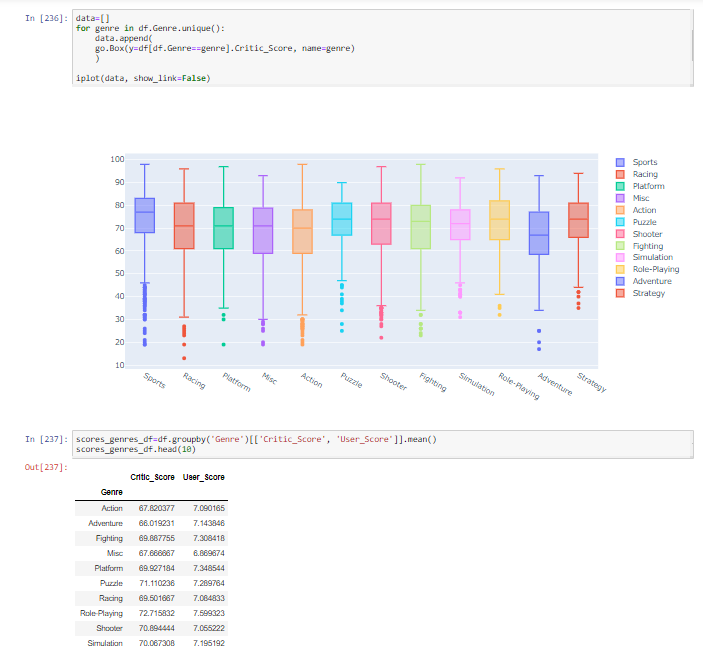 In [236]:
data=[]
for genre in df.Genre.unique():
    data.append(
    go.Box(y=df[df.Genre==genre].Critic_Score, name=genre)
    )
iplot(data, show_link=False)
100
90
80
70
60
50
40
30
20
10
Sports
Racing
Platform
Misc
Action
Puzzle
Shooter
Fighting
Simulation
Role-Playing
Adventure
Strategy
Sports
Racing
Platform
Misc
Action
Puzzle
Shooter
Fighting
Simulation
Role-Playing
Adventure
Strategy
In [237]:
scores_genres_df=df.groupby('Genre')[['Critic_Score', 'User_Score']].mean()
scores_genres_df.head(10)
Out[237]:
Critic_Score User_Score
Genre
Action 67.820377 7.090165
Adventure 66.019231 7.143846
Fighting 69.887755 7.308418
Misc 67.666667 6.869674
Platform 69.927184 7.348544
Puzzle 71.110236 7.289764
Racing 69.501667 7.084833
Role-Playing 72.715832 7.599323
Shooter 70.894444 7.055222
Simulation 70.067308 7.195192